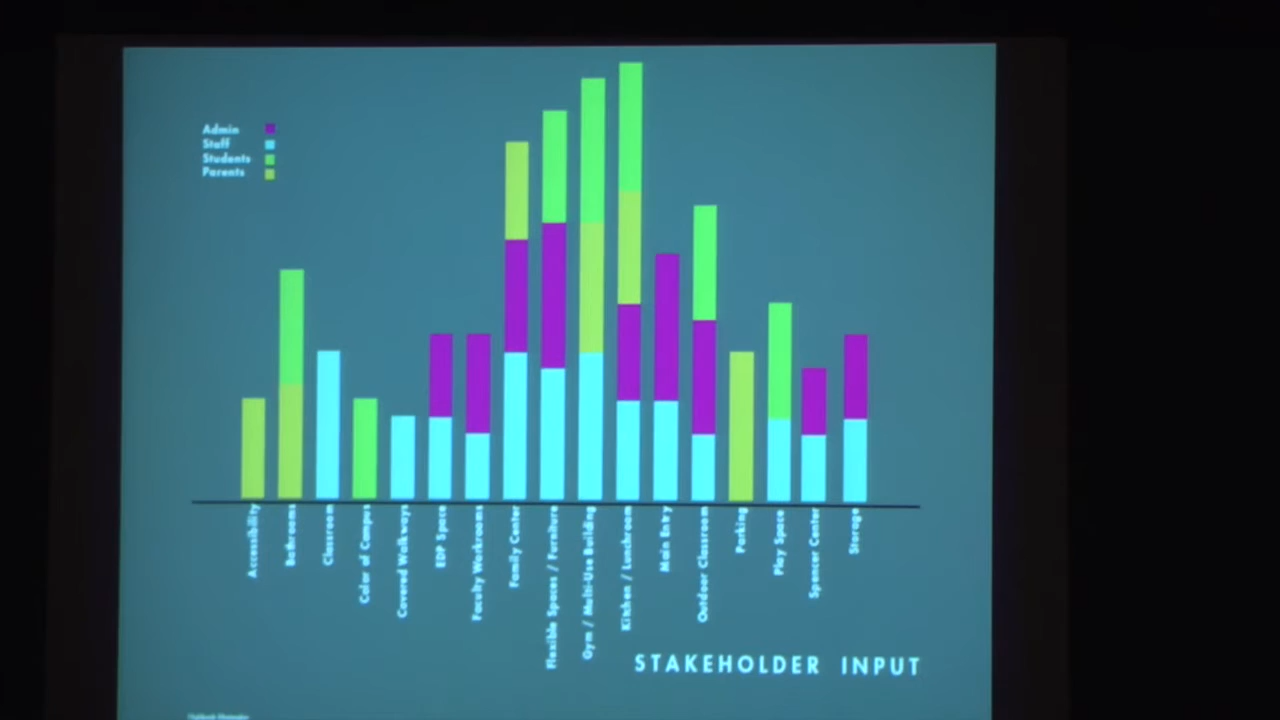 Admin
Staff
Students
Parents
Accessibility
Bathrooms
Classroom
Color of Campus
Covered Walkways
EDP Space
Faculty Workrooms
Family Center
Flexible Spaces / Furniture
Gym / Multi-Use Building
Kitchen / Lunchroom
Main Entry
Outdoor Classroom
Parking
Play Space
Spencer Center
Storage
STAKEHOLDER INPUT